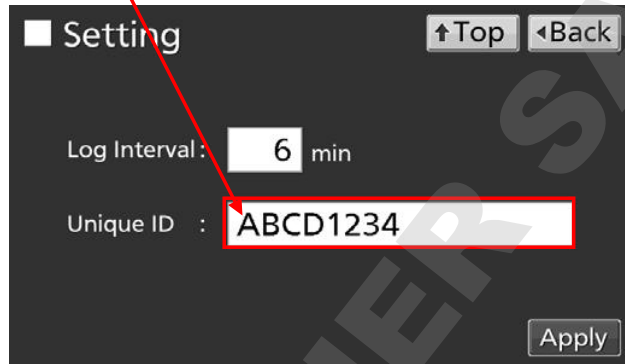 Setting
↑Top
◂Back
Log Interval: 6 min
Unique ID : ABCD1234
Apply